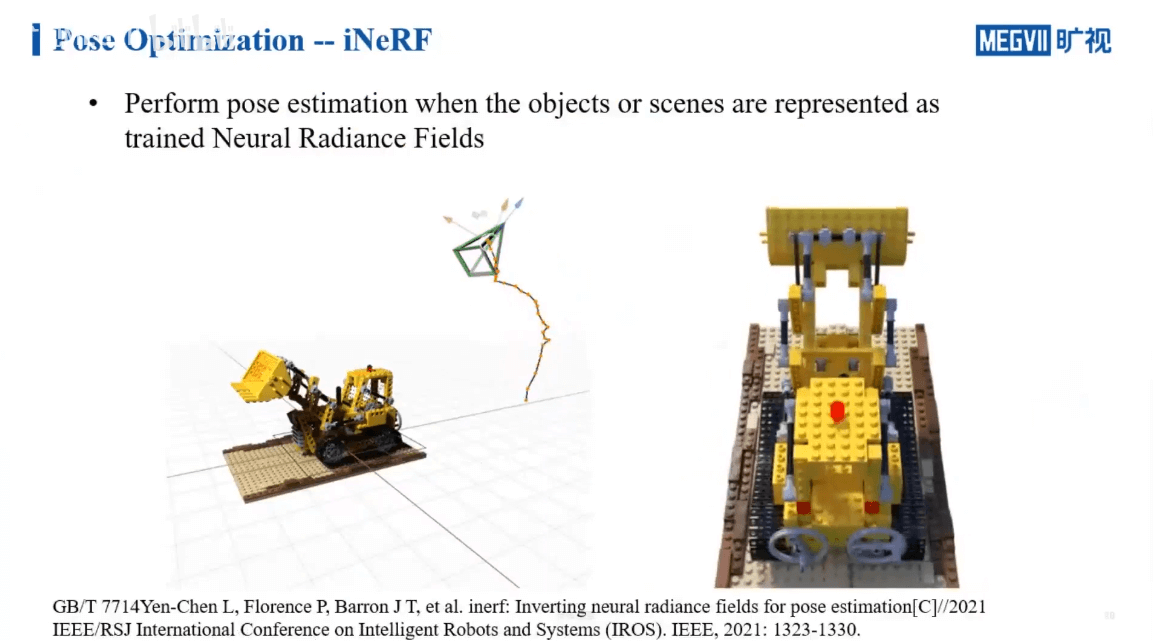 Pose Optimization -- iNeRF
MEGVII 旷视
• Perform pose estimation when the objects or scenes are represented as
trained Neural Radiance Fields
GB/T 7714Yen-Chen L, Florence P, Barron J T, et al. inerf: Inverting neural radiance fields for pose estimation[C]//2021
IEEE/RSJ International Conference on Intelligent Robots and Systems (IROS). IEEE, 2021: 1323-1330.